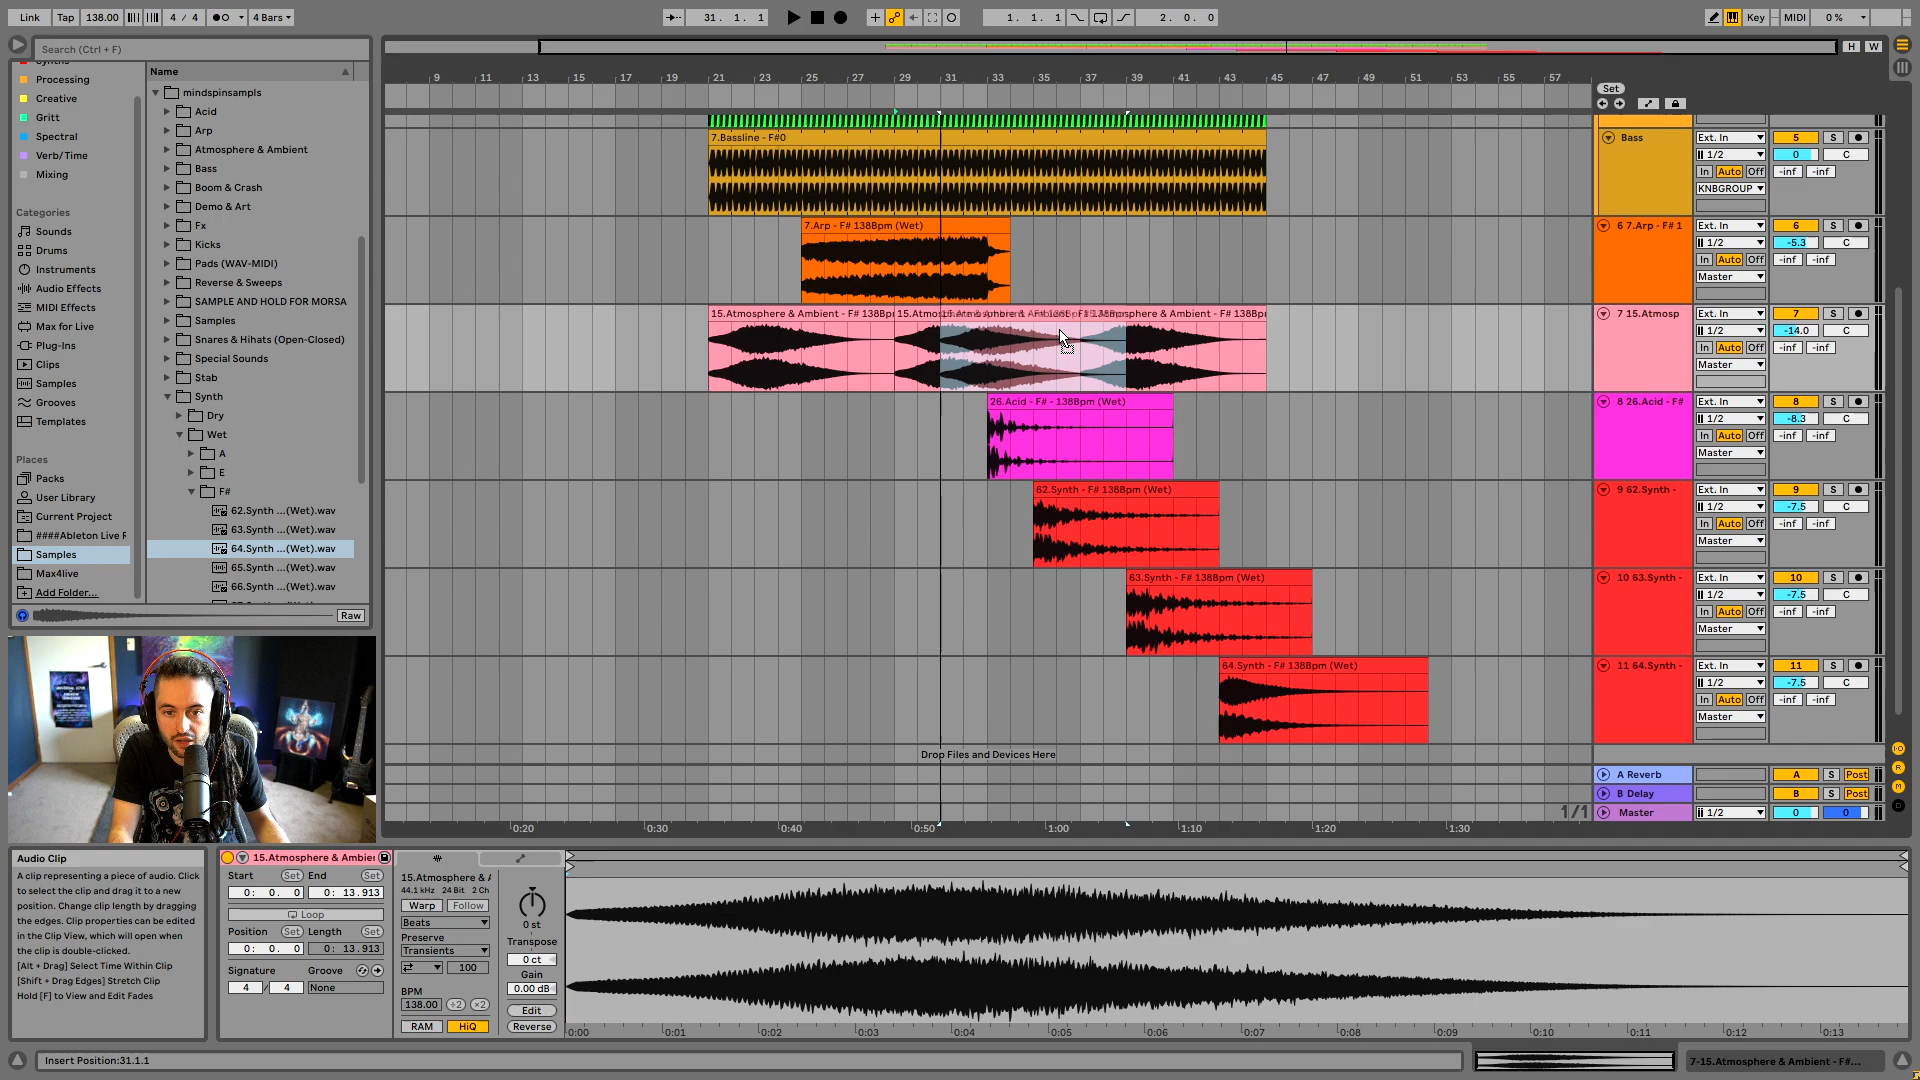 Link Tap 138.00 4 / 4 4 Bars
31. 1. 1 1. 1. 1 2. 0. 0
Key MIDI 0 %
Search (Ctrl + F)
Processing
Creative
Gritt
Spectral
Verb/Time
Mixing
Categories
Sounds
Drums
Instruments
Audio Effects
MIDI Effects
Max for Live
Plug-Ins
Clips
Samples
Grooves
Templates
Places
Packs
User Library
Current Project
####Ableton Live F
Samples
Max4live
Add Folder...
Name
mindspinsampls
Acid
Arp
Atmosphere & Ambient
Bass
Boom & Crash
Demo & Art
Fx
Kicks
Pads (WAV-MIDI)
Reverse & Sweeps
SAMPLE AND HOLD FOR MORSA
Samples
Snares & Hihats (Open-Closed)
Special Sounds
Stab
Synth
Dry
Wet
A
E
F#
62.Synth ...(Wet).wav
63.Synth ...(Wet).wav
64.Synth ...(Wet).wav
65.Synth ...(Wet).wav
66.Synth ...(Wet).wav
Raw
H W
9 11 13 15 17 19 21 23 25 27 29 31 33 35 37 39 41 43 45 47 49 51 53 55 57
Set
7.Bassline - F#0
7.Arp - F# 138Bpm (Wet)
15.Atmosphere & Ambient - F# 138Bp
26.Acid - F# - 138Bpm (Wet)
62.Synth - F# 138Bpm (Wet)
63.Synth - F# 138Bpm (Wet)
64.Synth - F# 138Bpm (Wet)
Drop Files and Devices Here
0:20 0:30 0:40 0:50 1:00 1:10 1:20 1:30
1/1
Bass Ext. In 5 S
1/2 0 C
In Auto Off -inf -inf
KNBGROUP
6 7.Arp - F# 1 Ext. In 6 S
1/2 -5.3 C
In Auto Off -inf -inf
Master
7 15.Atmosp Ext. In 7 S
1/2 -14.0 C
In Auto Off -inf -inf
Master
8 26.Acid - F# Ext. In 8 S
1/2 -8.3 C
In Auto Off -inf -inf
Master
9 62.Synth - Ext. In 9 S
1/2 -7.5 C
In Auto Off -inf -inf
Master
10 63.Synth - Ext. In 10 S
1/2 -7.5 C
In Auto Off -inf -inf
Master
11 64.Synth - Ext. In 11 S
1/2 -7.5 C
In Auto Off -inf -inf
Master
A Reverb A S Post
B Delay B S Post
Master 1/2 0 0
Audio Clip
A clip representing a piece of audio. Click
to select the clip and drag it to a new
position. Change clip length by dragging
the edges. Clip properties can be edited
in the Clip View, which will open when
the clip is double-clicked.
[Alt + Drag] Select Time Within Clip
[Shift + Drag Edges] Stretch Clip
Hold [F] to View and Edit Fades
15.Atmosphere & Ambier
Start Set End Set
0: 0. 0 0: 13.913
Loop
Position Set Length Set
0: 0. 0 0: 13.913
Signature Groove
4 / 4 None
15.Atmosphere & A
44.1 kHz 24 Bit 2 Ch
Warp Follow
Beats
Preserve
Transients
100
BPM
138.00 ÷2 ×2
RAM HiQ
0 st
Transpose
0 ct
Gain
0.00 dB
Edit
Reverse
0:00 0:01 0:02 0:03 0:04 0:05 0:06 0:07 0:08 0:09 0:10 0:11 0:12 0:13
Insert Position:31.1.1
7-15.Atmosphere & Ambient - F#...